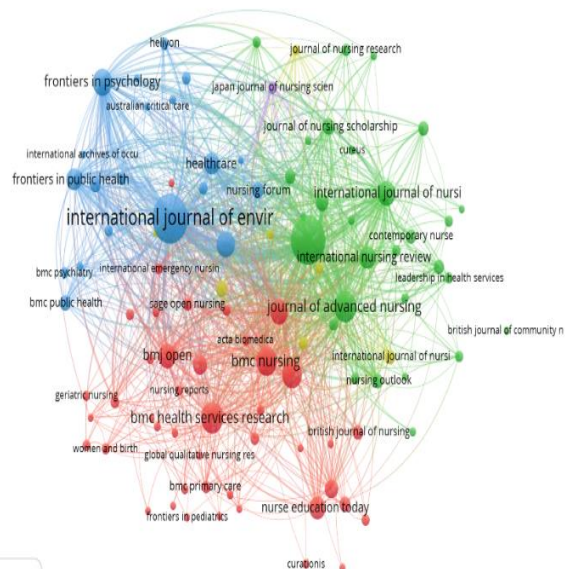 heliyon
journal of nursing research
frontiers in psychology
japan journal of nursing scien
australian critical care
journal of nursing scholarship
cureus
international archives of occu
healthcare
frontiers in public health
nursing forum
international journal of nursi
international journal of envir
contemporary nurse
international nursing review
international emergency nursin
bmc psychiatry
leadership in health services
bmc public health
sage open nursing
journal of advanced nursing
british journal of community n
acta biomedica
bmj open
bmc nursing
international journal of nursi
nursing outlook
nursing reports
geriatric nursing
bmc health services research
british journal of nursing
women and birth
global qualitative nursing res
bmc primary care
nurse education today
frontiers in pediatrics
curationis